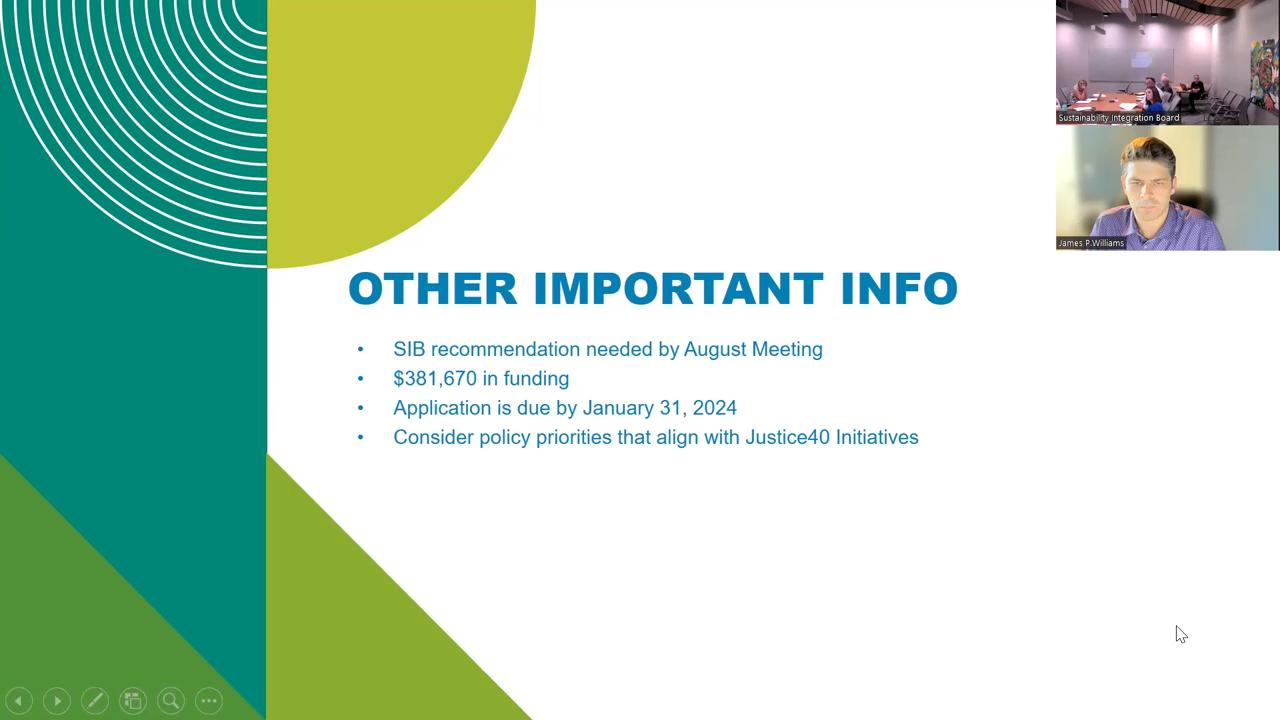 Sustainability Integration Board
James P.Williams
OTHER IMPORTANT INFO
• SIB recommendation needed by August Meeting
• $381,670 in funding
• Application is due by January 31, 2024
• Consider policy priorities that align with Justice40 Initiatives